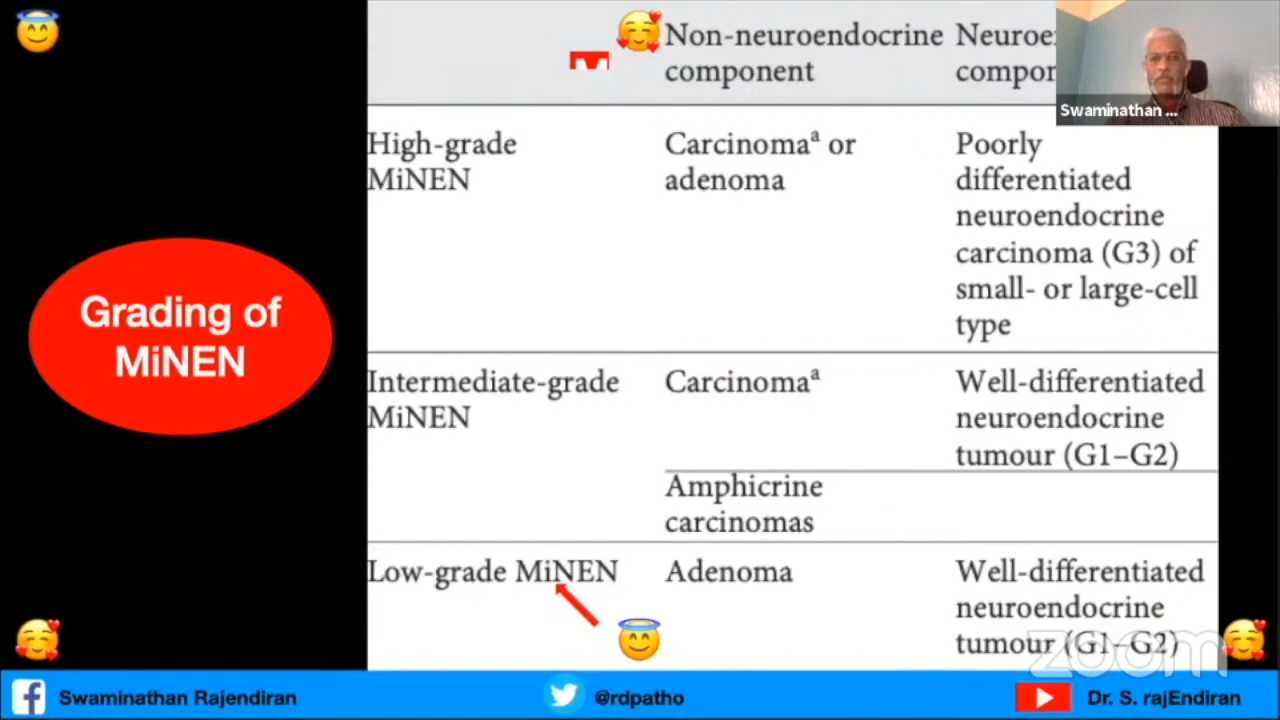 Non-neuroendocrine
component
Swaminathan ...
Grading of
MiNEN
High-grade
MiNEN
Carcinomaª or
adenoma
Poorly
differentiated
neuroendocrine
carcinoma (G3) of
small- or large-cell
type
Intermediate-grade
MiNEN
Carcinomaª
Well-differentiated
neuroendocrine
tumour (G1–G2)
Amphicrine
carcinomas
Low-grade MiNEN
Adenoma
Well-differentiated
neuroendocrine
tumour (G1–G2)
zoom
Swaminathan Rajendiran
@rdpatho
Dr. S. rajEndiran